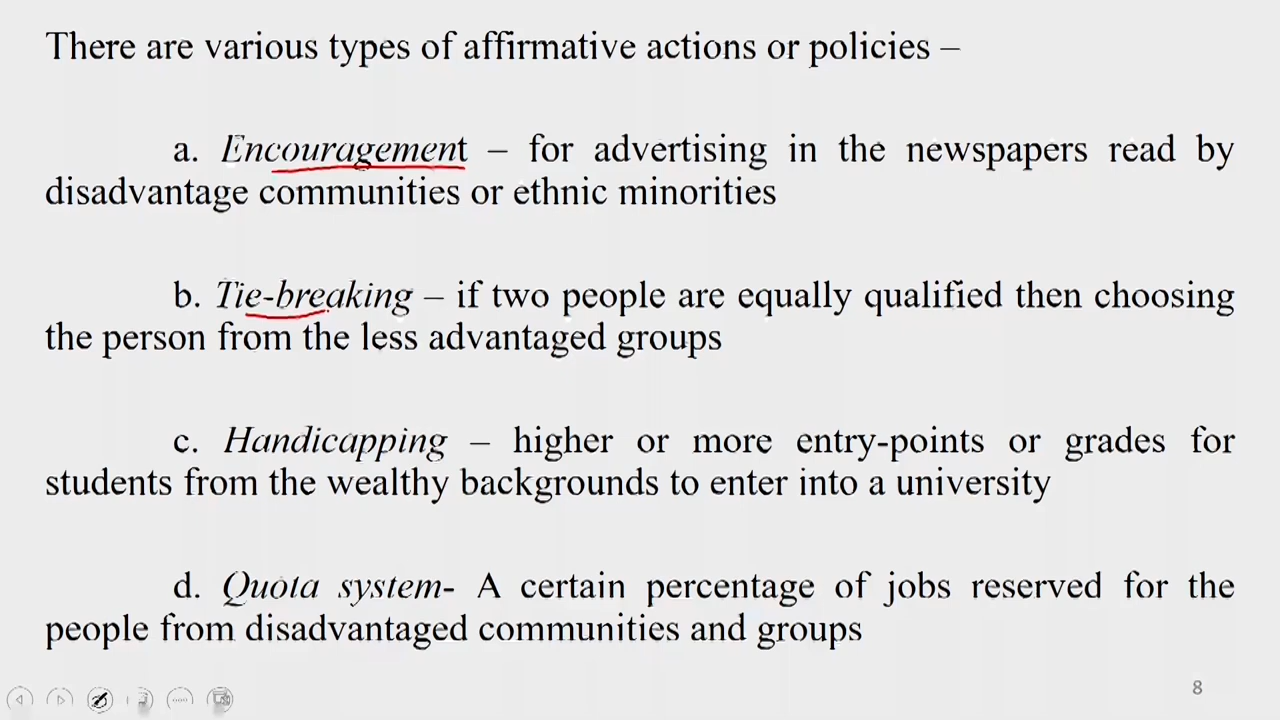 There are various types of affirmative actions or policies –
a. Encouragement – for advertising in the newspapers read by
disadvantage communities or ethnic minorities
b. Tie-breaking – if two people are equally qualified then choosing
the person from the less advantaged groups
c. Handicapping – higher or more entry-points or grades for
students from the wealthy backgrounds to enter into a university
d. Quota system- A certain percentage of jobs reserved for the
people from disadvantaged communities and groups
8